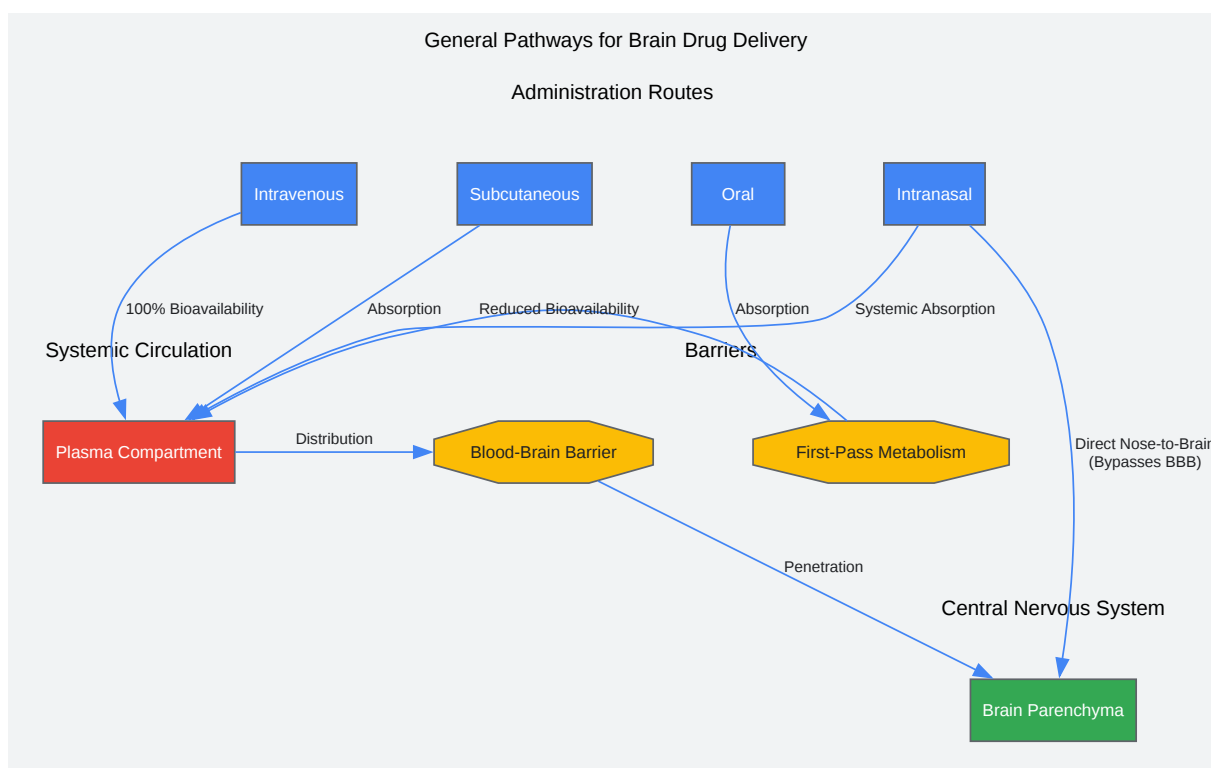 General Pathways for Brain Drug Delivery
Administration Routes
Intravenous
Subcutaneous
Oral
Intranasal
100% Bioavailability
Absorption
Reduced Bioavailability
Absorption
Systemic Absorption
Systemic Circulation
Barriers
Plasma Compartment
Distribution
Blood-Brain Barrier
First-Pass Metabolism
Direct Nose-to-Brain
(Bypasses BBB)
Penetration
Central Nervous System
Brain Parenchyma